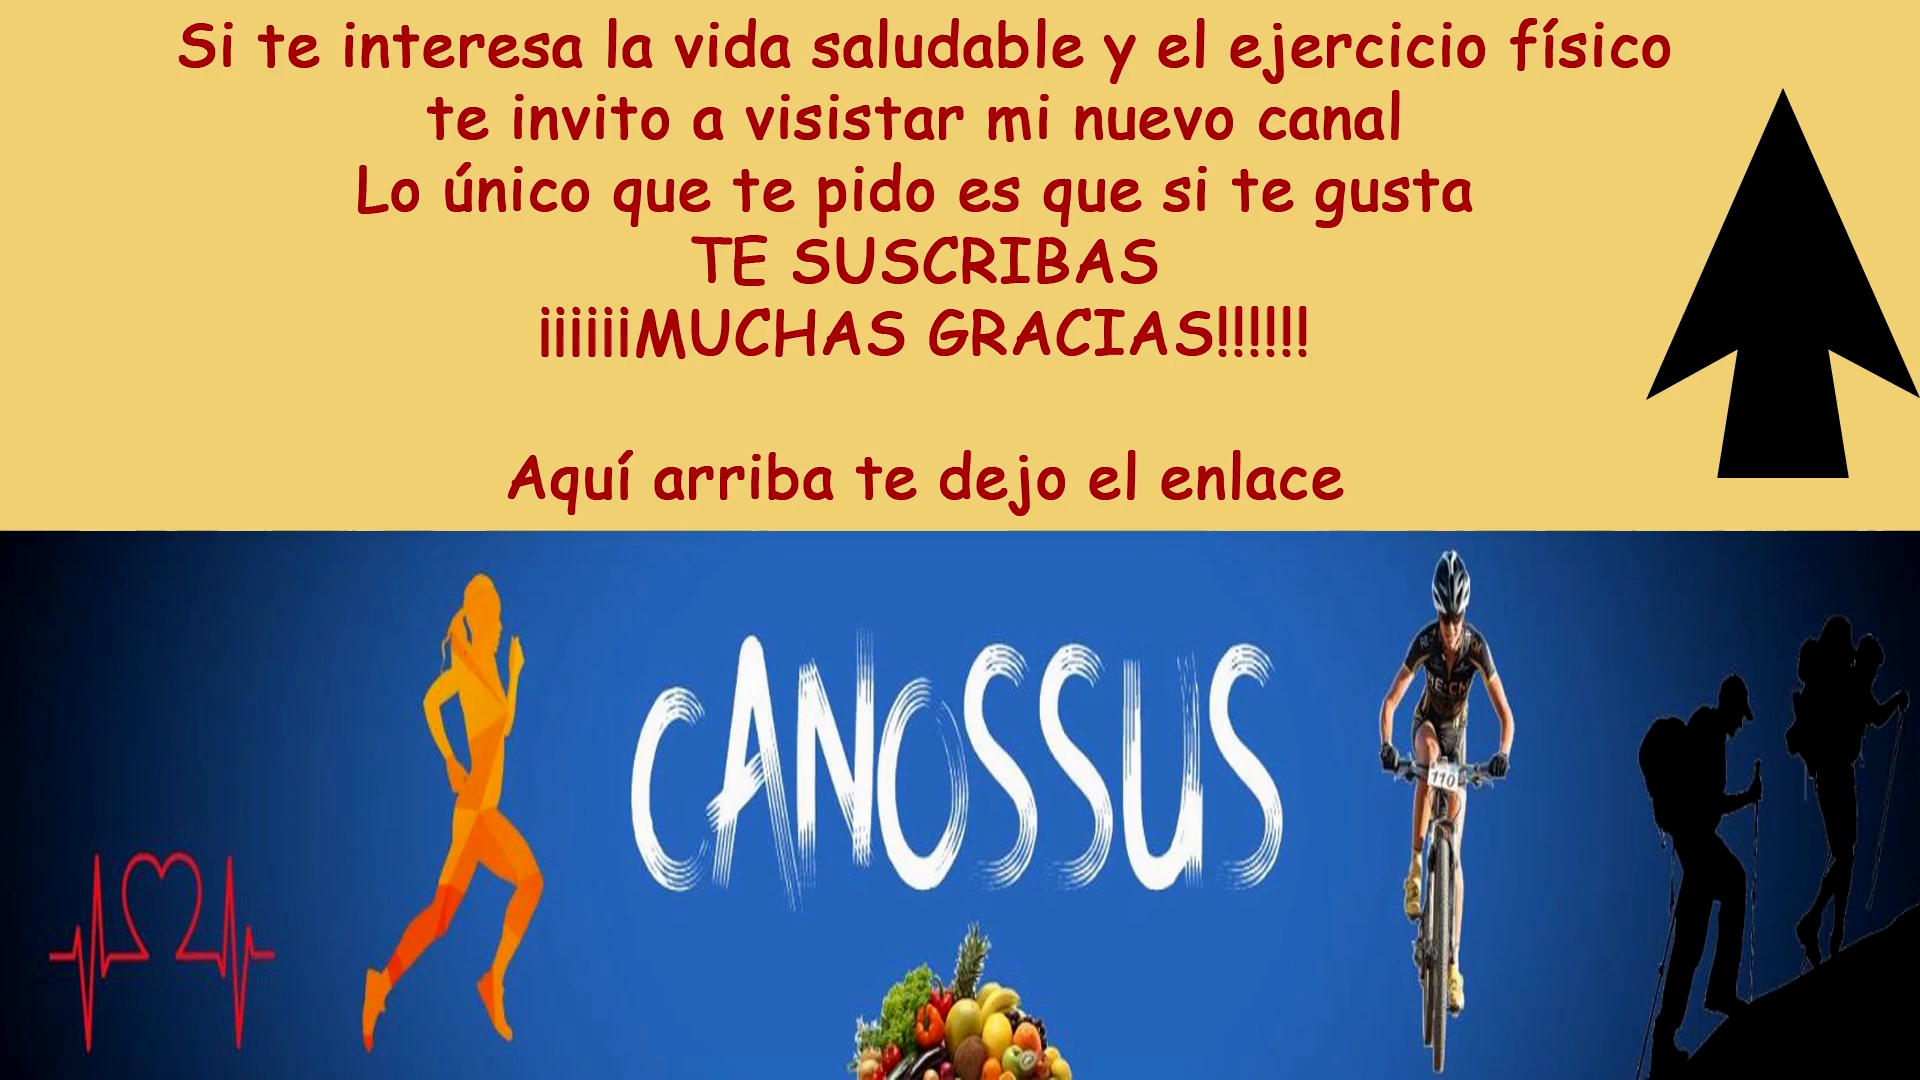 Si te interesa la vida saludable y el ejercicio físico
te invito a visistar mi nuevo canal
Lo único que te pido es que si te gusta
TE SUSCRIBAS
¡¡¡¡¡¡MUCHAS GRACIAS!!!!!!
Aquí arriba te dejo el enlace
CANOSSUS
110